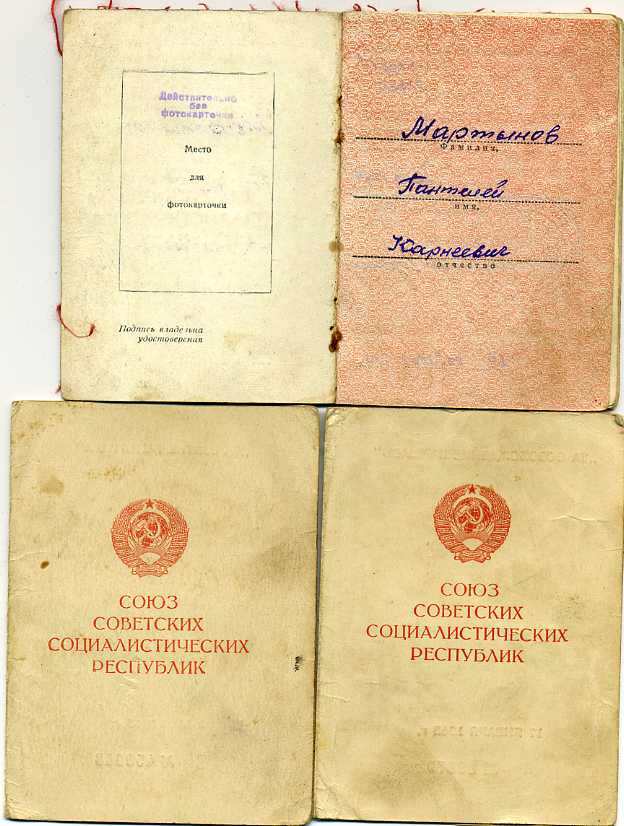 Действительно
без
фотокарточки
Место
для
фотокарточки
Подпись владельца
удостоверения
Мартынов
Фамилия,
Пантелей
имя,
Карнеевич
отчество
СОЮЗ
СОВЕТСКИХ
СОЦИАЛИСТИЧЕСКИХ
РЕСПУБЛИК
СОЮЗ
СОВЕТСКИХ
СОЦИАЛИСТИЧЕСКИХ
РЕСПУБЛИК